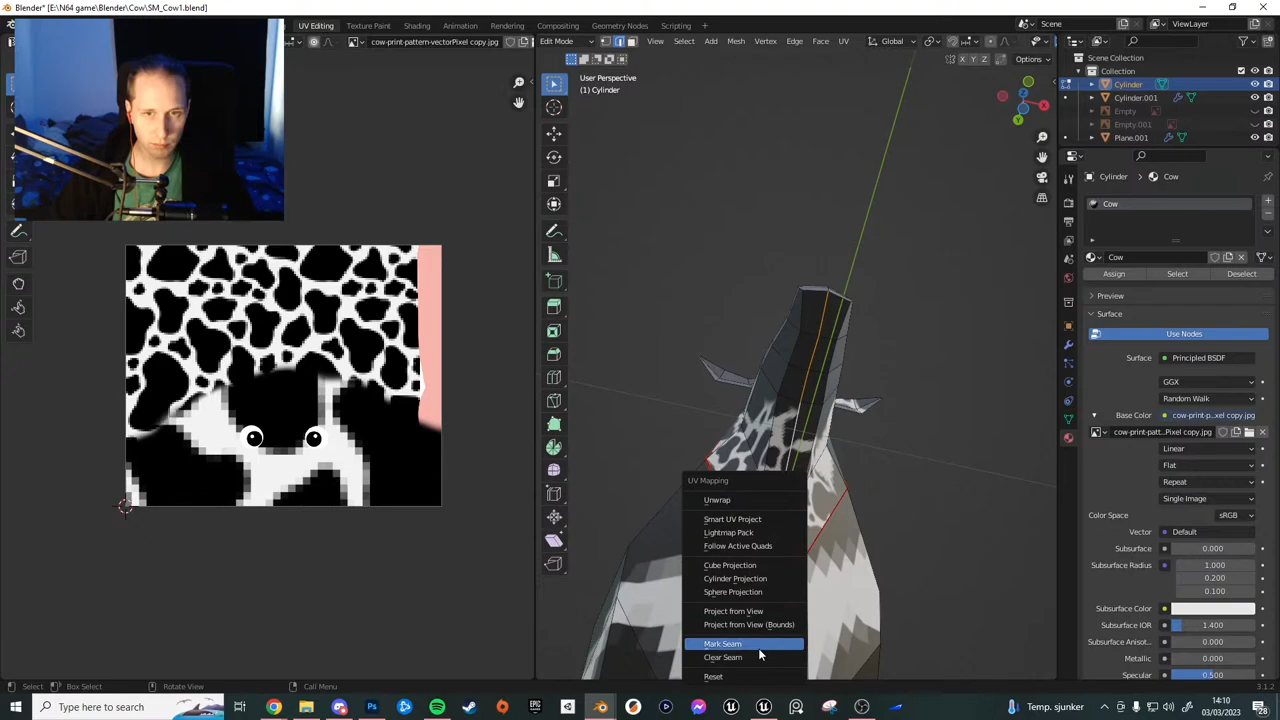 Blender* [E:\N64 game\Blender\Cow\SM_Cow1.blend]
UV Editing
Texture Paint
Shading
Animation
Rendering
Compositing
Geometry Nodes
Scripting
+
Scene
ViewLayer
cow-print-pattern-vectorPixel copy.jpg
Edit Mode
View
Select
Add
Mesh
Vertex
Edge
Face
UV
Global
X
Y
Z
Options
User Perspective
(1) Cylinder
Scene Collection
Collection
Cylinder
Cylinder.001
Empty
Empty.001
Plane.001
Cylinder
Cow
Cow
Cow
Assign
Select
Deselect
Preview
Surface
Use Nodes
Surface
Principled BSDF
GGX
Random Walk
Base Color
cow-print-p...xel copy.jpg
cow-print-patt...Pixel copy.jpg
Linear
Flat
Repeat
Single Image
Color Space
sRGB
Vector
Default
Subsurface
0.000
Subsurface Radius
1.000
0.200
0.100
Subsurface Color
Subsurface IOR
1.400
Subsurface Anisot..
0.000
Metallic
0.000
Specular
0.500
UV Mapping
Unwrap
Smart UV Project
Lightmap Pack
Follow Active Quads
Cube Projection
Cylinder Projection
Sphere Projection
Project from View
Project from View (Bounds)
Mark Seam
Clear Seam
Reset
Select
Box Select
Rotate View
Call Menu
3.1.2
Type here to search
Temp. sjunker
14:10
03/03/2023